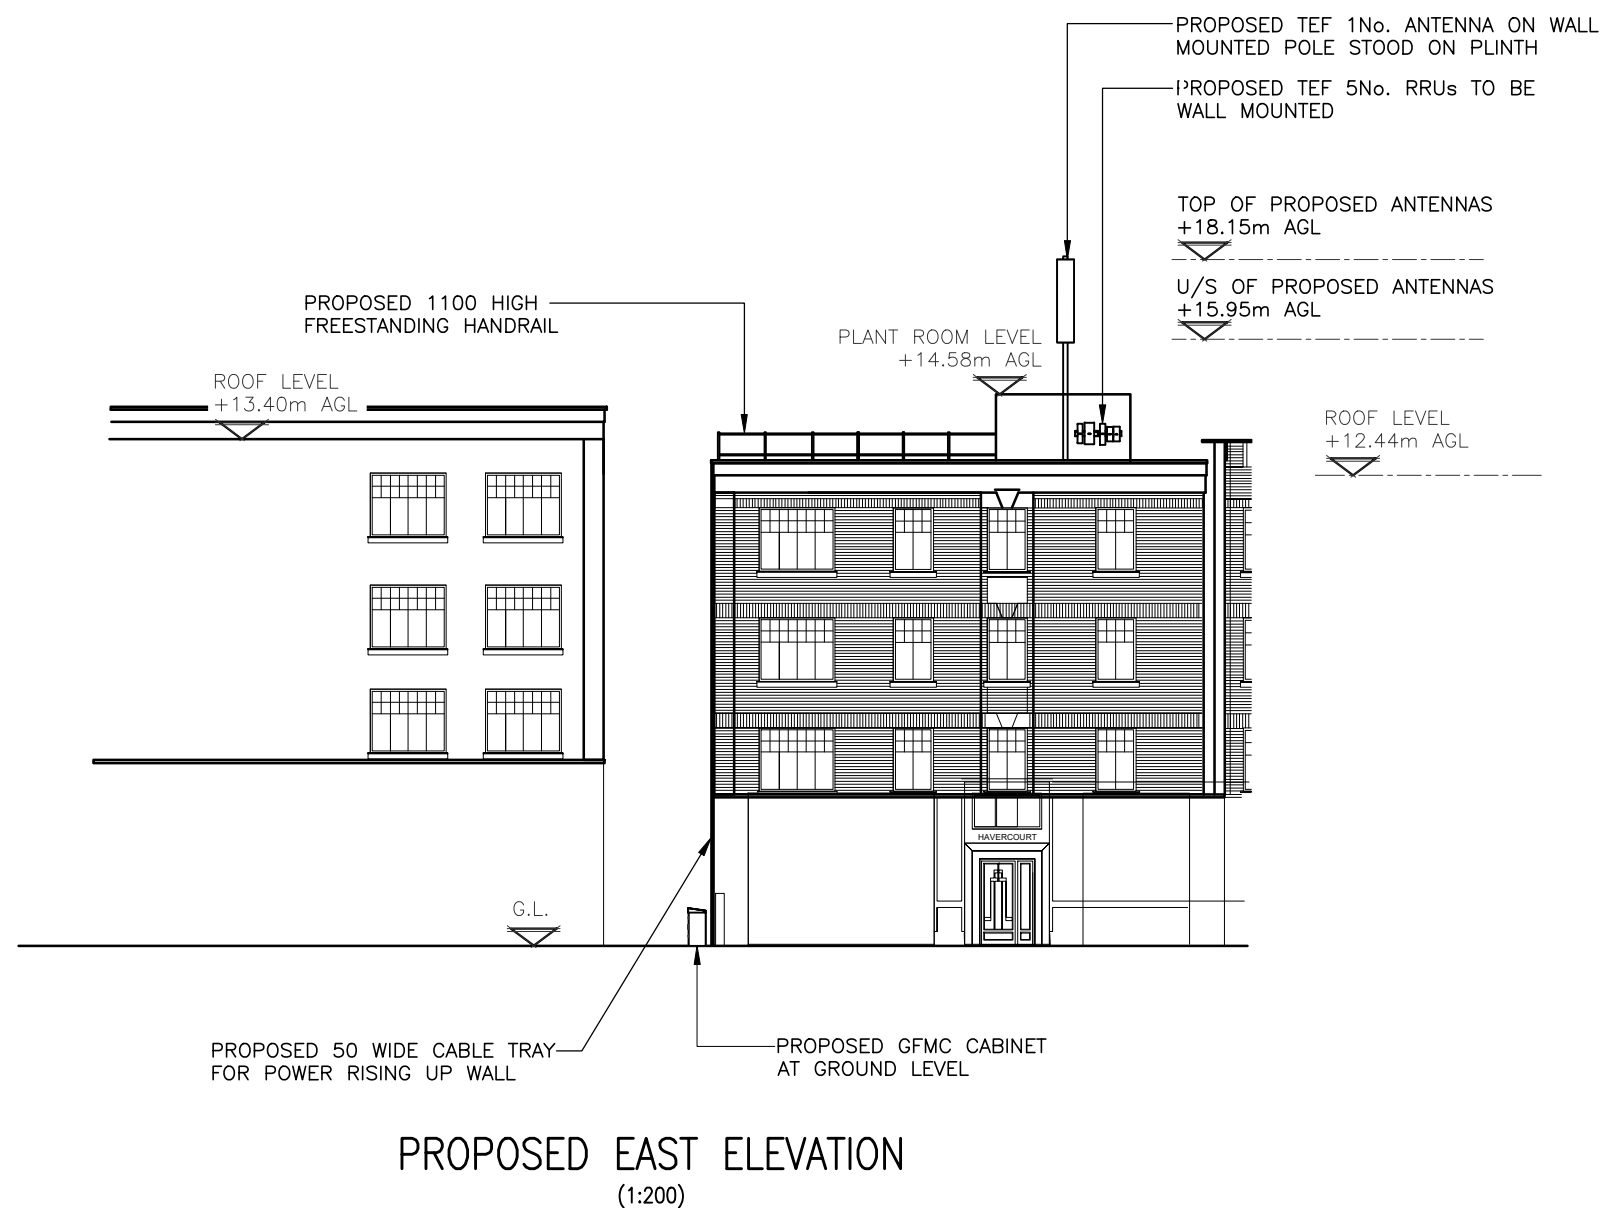 PROPOSED TEF 1No. ANTENNA ON WALL
MOUNTED POLE STOOD ON PLINTH
PROPOSED TEF 5No. RRUs TO BE
WALL MOUNTED
TOP OF PROPOSED ANTENNAS
+18.15m AGL
U/S OF PROPOSED ANTENNAS
+15.95m AGL
PROPOSED 1100 HIGH
FREESTANDING HANDRAIL
PLANT ROOM LEVEL
+14.58m AGL
ROOF LEVEL
+13.40m AGL
ROOF LEVEL
+12.44m AGL
HAVERCOURT
G.L.
PROPOSED 50 WIDE CABLE TRAY
FOR POWER RISING UP WALL
PROPOSED GFMC CABINET
AT GROUND LEVEL
PROPOSED EAST ELEVATION
(1:200)